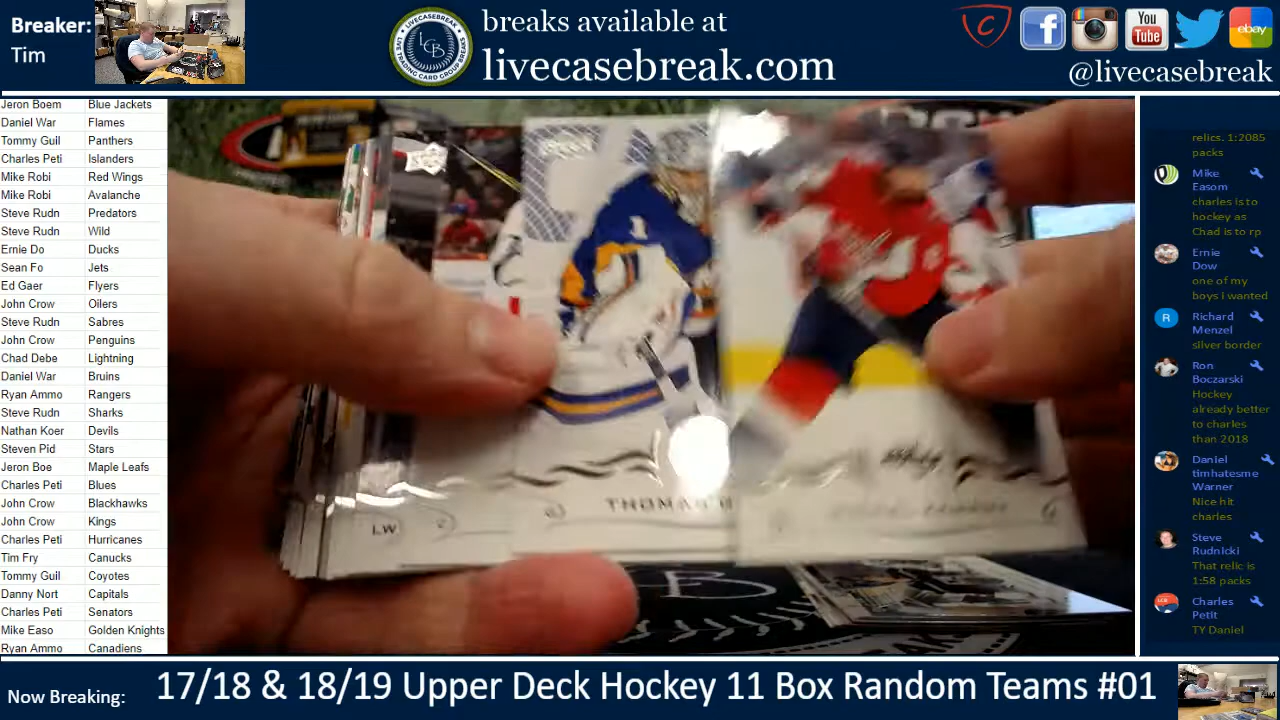 Breaker:
Tim
LCB
breaks available at
livecasebreak.com
You
Tube
ebay
@livecasebreak
Jeron Boem Blue Jackets
Daniel War Flames
Tommy Guil Panthers
Charles Peti Islanders
Mike Robi Red Wings
Mike Robi Avalanche
Steve Rudn Predators
Steve Rudn Wild
Ernie Do Ducks
Sean Fo Jets
Ed Gaer Flyers
John Crow Oilers
Steve Rudn Sabres
John Crow Penguins
Chad Debe Lightning
Daniel War Bruins
Ryan Ammo Rangers
Steve Rudn Sharks
Nathan Koer Devils
Steven Pid Stars
Jeron Boe Maple Leafs
Charles Peti Blues
John Crow Blackhawks
John Crow Kings
Charles Peti Hurricanes
Tim Fry Canucks
Tommy Guil Coyotes
Danny Nort Capitals
Charles Peti Senators
Mike Easo Golden Knights
Ryan Ammo Canadiens
LW
THOMAS
relics. 1:2085
packs
Mike
Easom
charles is to
hockey as
Chad is to rp
Ernie
Dow
one of my
boys i wanted
R
Richard
Menzel
silver border
Ron
Boczarski
Hockey
already better
to charles
than 2018
Daniel
timhatesme
Warner
Nice hit
charles
Steve
Rudnicki
That relic is
1:58 packs
Charles
Petit
TY Daniel
Now Breaking:
17/18 & 18/19 Upper Deck Hockey 11 Box Random Teams #01